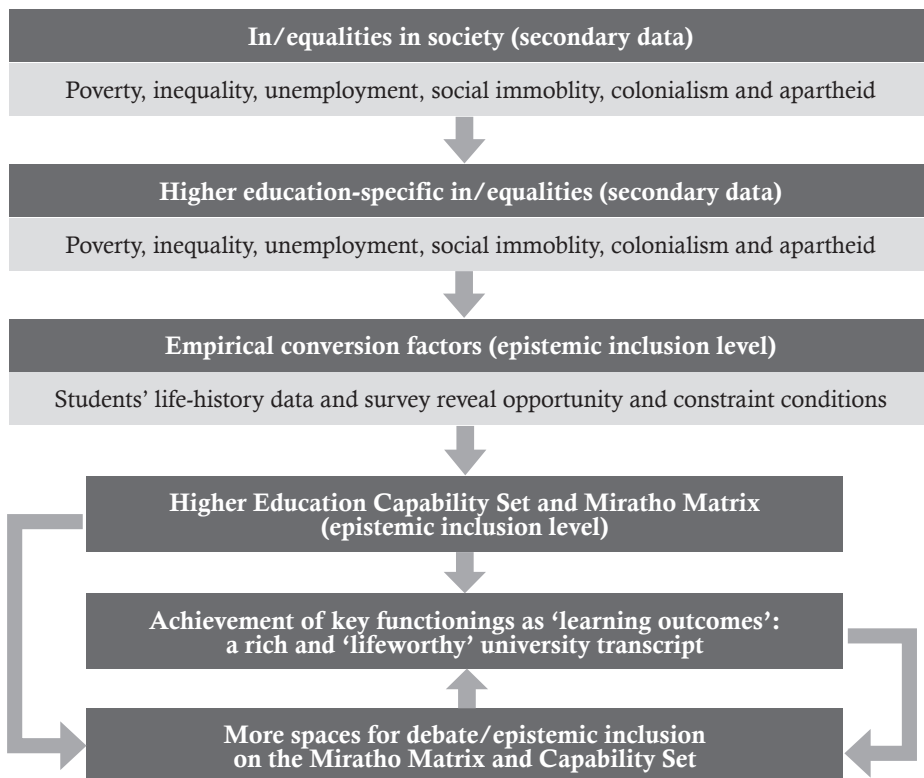 In/equalities in society (secondary data)
Poverty, inequality, unemployment, social immoblity, colonialism and apartheid
Higher education-specific in/equalities (secondary data)
Poverty, inequality, unemployment, social immoblity, colonialism and apartheid
Empirical conversion factors (epistemic inclusion level)
Students’ life-history data and survey reveal opportunity and constraint conditions
Higher Education Capability Set and Miratho Matrix
(epistemic inclusion level)
Achievement of key functionings as ‘learning outcomes’:
a rich and ‘lifeworthy’ university transcript
More spaces for debate/epistemic inclusion
on the Miratho Matrix and Capability Set